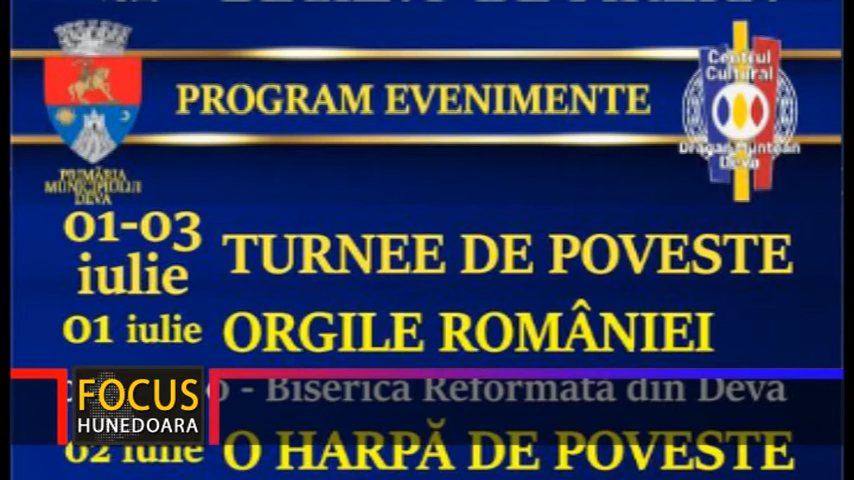 PROGRAM EVENIMENTE
PRIMĂRIA
MUNICIPIULUI
DEVA
Centrul
Cultural
Drăgan Muntean
Deva
01-03
iulie
TURNEE DE POVESTE
01 iulie ORGILE ROMÂNIEI
- Biserica Reformată din Deva
FOCUS
HUNEDOARA
02 iulie O HARPĂ DE POVESTE